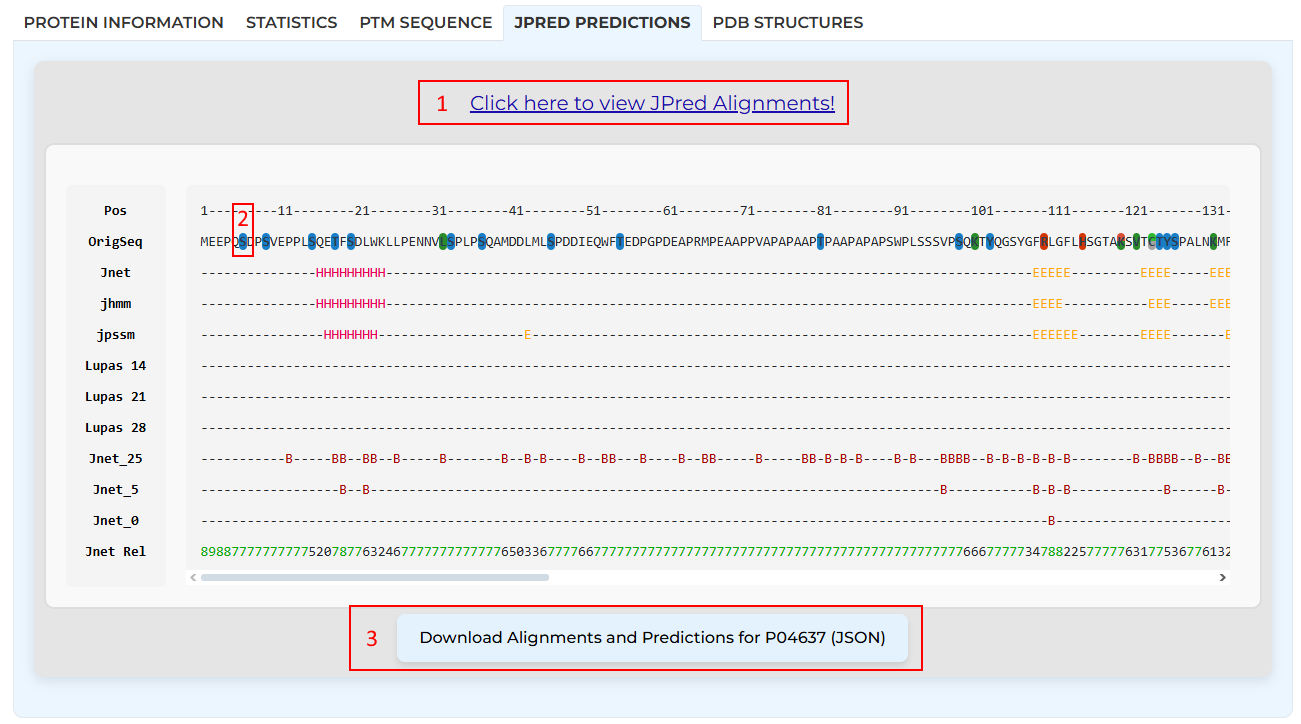 PROTEIN INFORMATION STATISTICS PTM SEQUENCE JPRED PREDICTIONS PDB STRUCTURES
1 Click here to view JPred Alignments!
Pos 1---------11--------21--------31--------41--------51--------61--------71--------81--------91--------101-------111-------121-------131-
2
OrigSeq MEEPQSDPSVEPPLSQETFSDLWKLLPENNVLSPLPSQAMDDLMLSPDDIEQWFTEDPGPDEAPRMPEAAPPVAPAPAAPTPAAPAPAPSWPLSSSVPSQKTYQGSYGFRLGFLHSGTAKSVTCTYSPALNKMF
Jnet ---------------HHHHHHHHH------------------------------------------------------------------------------------EEEEE---------EEEE-----EEE
jhmm ---------------HHHHHHHHH------------------------------------------------------------------------------------EEEE-----------EEE-----EEE
jpssm ----------------HHHHHHH-------------------E-----------------------------------------------------------------EEEEEE--------EEEE-------E
Lupas 14 --------------------------------------------------------------------------------------------------------------------------------------
Lupas 21 --------------------------------------------------------------------------------------------------------------------------------------
Lupas 28 --------------------------------------------------------------------------------------------------------------------------------------
Jnet_25 -----------B-----BB--BB--B-----B-------B--B-B----B--BB---B----B--BB-----B-----BB-B-B-B----B-B---BBBB--B-B-B-B-B-B--------B-BBBB--B--BB
Jnet_5 ------------------B--B--------------------------------------------------------------------------B-----------B-B-B------------B------B-
Jnet_0 --------------------------------------------------------------------------------------------------------------B-----------------------
Jnet Rel 89887777777777520787763246777777777777765033677776677777777777777777777777777777777777777777777777766677777347882257777763177536776132
3 Download Alignments and Predictions for P04637 (JSON)